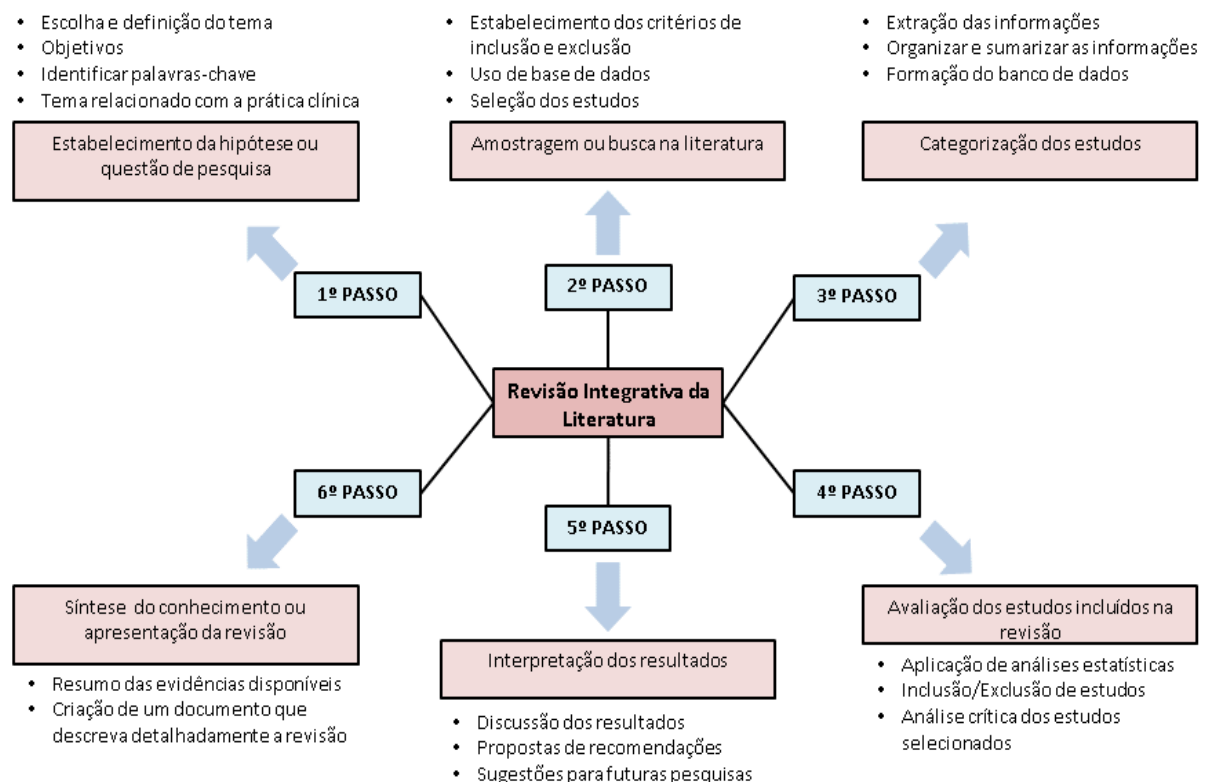 • Escolha e definição do tema
• Objetivos
• Identificar palavras-chave
• Tema relacionado com a prática clínica
Estabelecimento da hipótese ou
questão de pesquisa
• Estabelecimento dos critérios de
inclusão e exclusão
• Uso de base de dados
• Seleção dos estudos
Amostragem ou busca na literatura
• Extração das informações
• Organizar e sumarizar as informações
• Formação do banco de dados
Categorização dos estudos
1º PASSO
2º PASSO
3º PASSO
Revisão Integrativa da
Literatura
6º PASSO
5º PASSO
4º PASSO
Síntese do conhecimento ou
apresentação da revisão
• Resumo das evidências disponíveis
• Criação de um documento que
descreva detalhadamente a revisão
Interpretação dos resultados
• Discussão dos resultados
• Propostas de recomendações
• Sugestões para futuras pesquisas
Avaliação dos estudos incluídos na
revisão
• Aplicação de análises estatísticas
• Inclusão/Exclusão de estudos
• Análise crítica dos estudos
selecionados